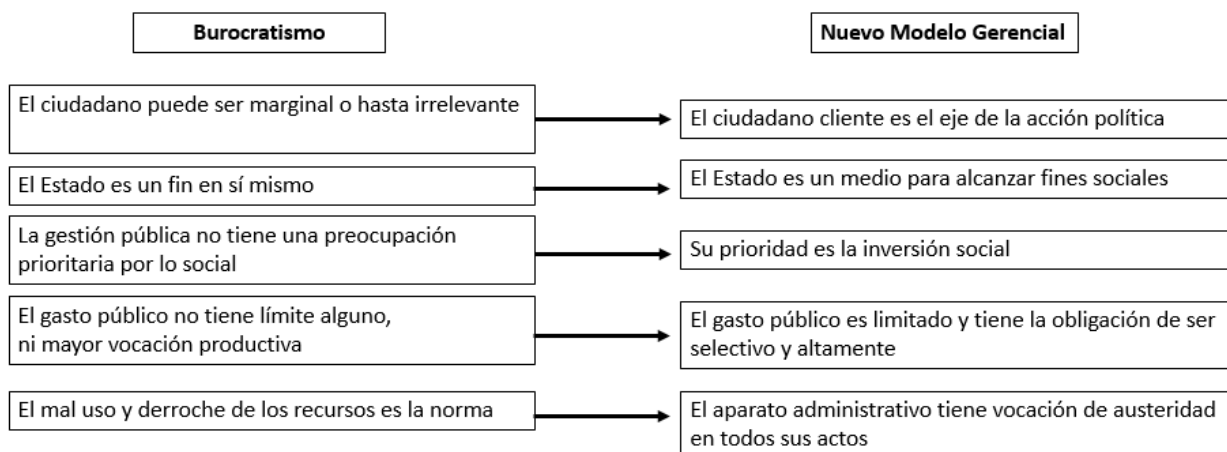 Burocratismo
Nuevo Modelo Gerencial
El ciudadano puede ser marginal o hasta irrelevante
El ciudadano cliente es el eje de la acción política
El Estado es un fin en sí mismo
El Estado es un medio para alcanzar fines sociales
La gestión pública no tiene una preocupación
prioritaria por lo social
Su prioridad es la inversión social
El gasto público no tiene límite alguno,
ni mayor vocación productiva
El gasto público es limitado y tiene la obligación de ser
selectivo y altamente
El mal uso y derroche de los recursos es la norma
El aparato administrativo tiene vocación de austeridad
en todos sus actos